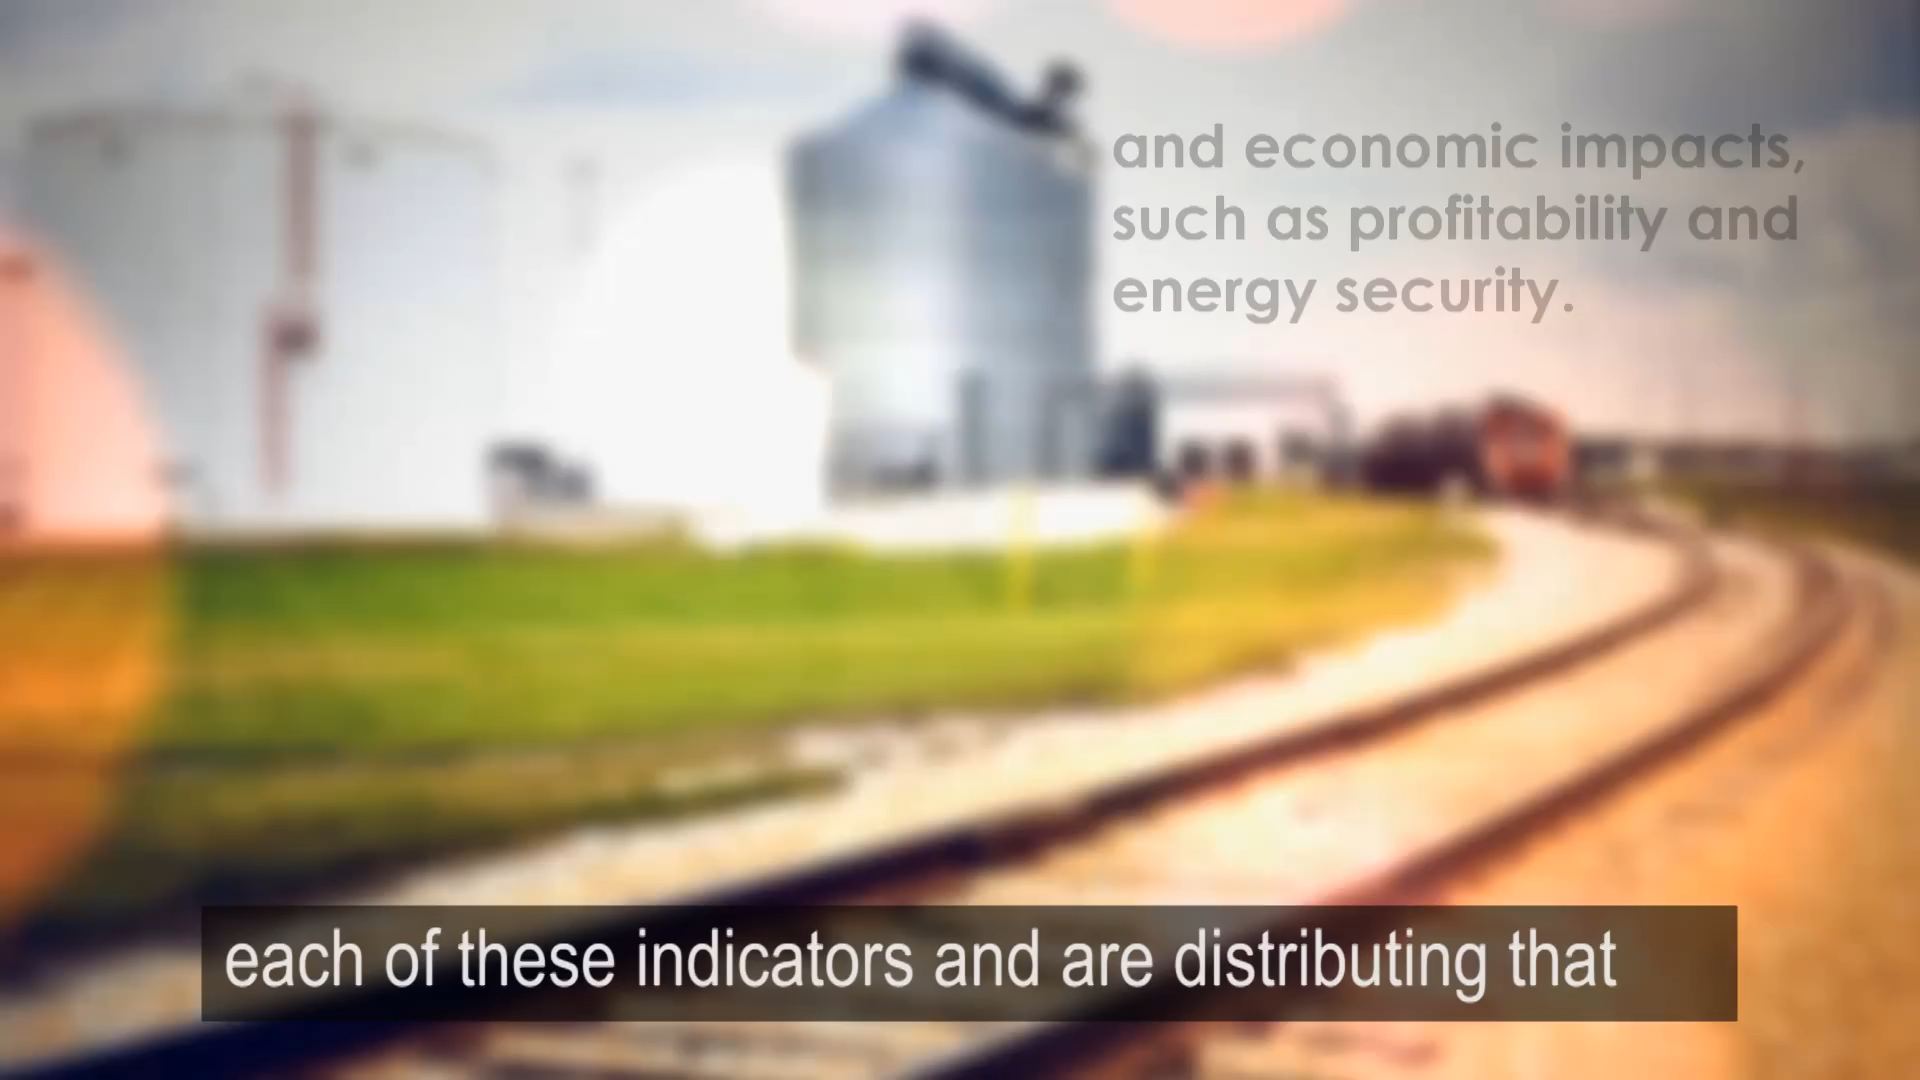 and economic impacts,
such as profitability and
energy security.
each of these indicators and are distributing that